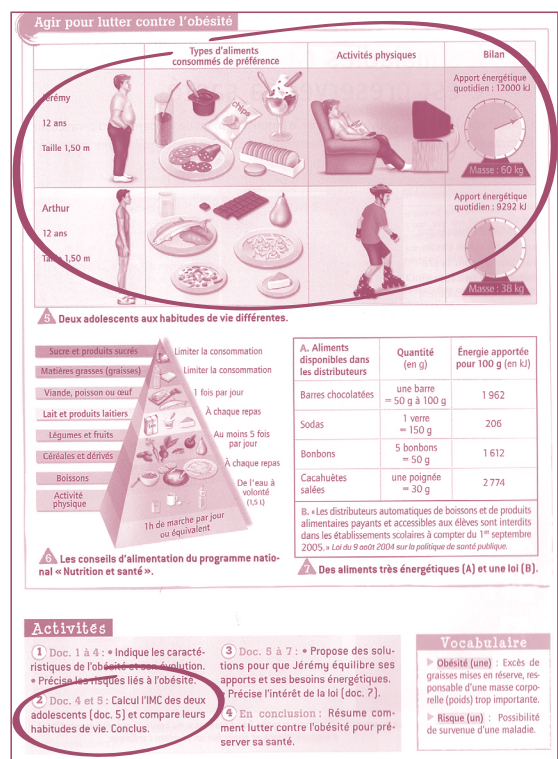 Agir pour lutter contre l'obésité
Types d'aliments
consommés de préférence
Activités physiques
Bilan
Jérémy
12 ans
Taille 1,50 m
chips
Apport énergétique
quotidien : 12000 kJ
Masse : 60 kg
Arthur
12 ans
Taille 1,50 m
Apport énergétique
quotidien : 9292 kJ
Masse : 38 kg
5 Deux adolescents aux habitudes de vie différentes.
Sucre et produits sucrés
Limiter la consommation
Matières grasses (graisses)
Limiter la consommation
Viande, poisson ou œuf
1 fois par jour
Lait et produits laitiers
À chaque repas
Légumes et fruits
Au moins 5 fois
par jour
Céréales et dérivés
À chaque repas
Boissons
De l'eau à
volonté
(1,5 L)
Activité
physique
1h de marche par jour
ou équivalent
6 Les conseils d'alimentation du programme natio-
nal « Nutrition et santé ».
A. Aliments
disponibles dans
les distributeurs
Quantité
(en g)
Énergie apportée
pour 100 g (en kJ)
Barres chocolatées
une barre
= 50 g à 100 g
1 962
Sodas
1 verre
= 150 g
206
Bonbons
5 bonbons
= 50 g
1 612
Cacahuètes
salées
une poignée
= 30 g
2 774
B. « Les distributeurs automatiques de boissons et de produits
alimentaires payants et accessibles aux élèves sont interdits
dans les établissements scolaires à compter du 1er septembre
2005. » Loi du 9 août 2004 sur la politique de santé publique.
7 Des aliments très énergétiques (A) et une loi (B).
Activités
1 Doc. 1 à 4 : • Indique les caracté-
ristiques de l'obésité et son évolution.
• Précise les risques liés à l'obésité.
2 Doc. 4 et 5 : Calcul l'IMC des deux
adolescents (doc. 5) et compare leurs
habitudes de vie. Conclus.
3 Doc. 5 à 7 : • Propose des solu-
tions pour que Jérémy équilibre ses
apports et ses besoins énergétiques.
• Précise l'intérêt de la loi (doc. 7).
4 En conclusion : Résume com-
ment lutter contre l'obésité pour pré-
server sa santé.
Vocabulaire
Obésité (une) : Excès de
graisses mises en réserve, res-
ponsable d'une masse corpo-
relle (poids) trop importante.
Risque (un) : Possibilité
de survenue d'une maladie.